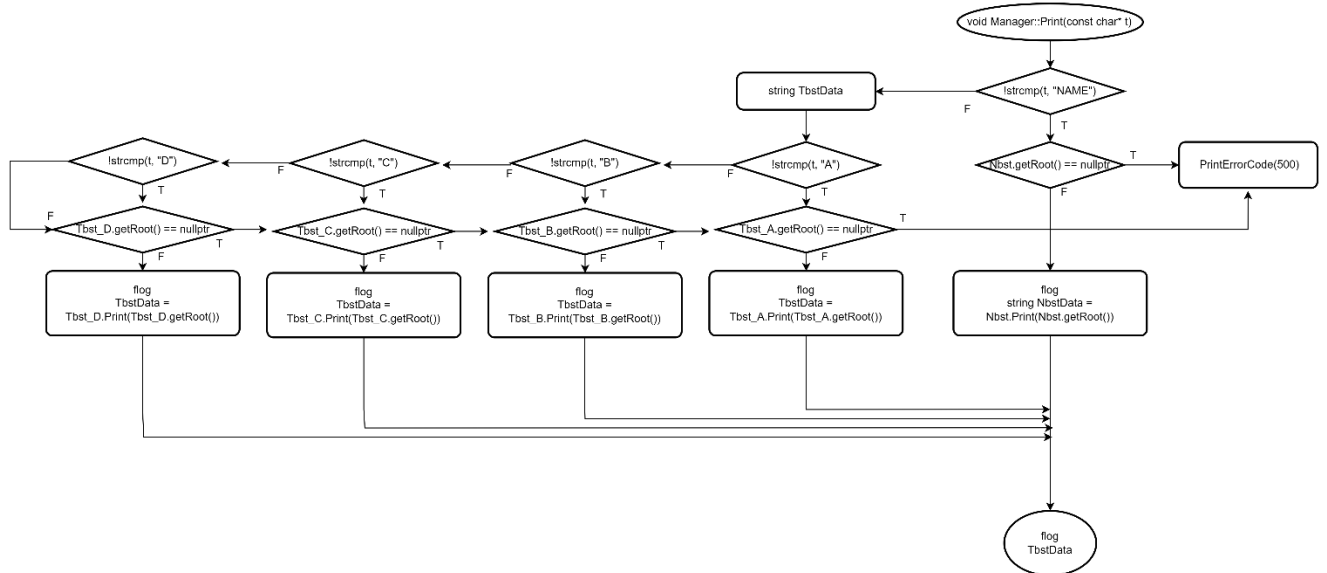 void Manager::Print(const char* t)
!strcmp(t, "NAME")
F
T
string TbstData
!strcmp(t, "D")
F
!strcmp(t, "C")
F
!strcmp(t, "B")
F
!strcmp(t, "A")
Nbst.getRoot() == nullptr
T
PrintErrorCode(500)
T
T
T
T
F
F
Tbst_D.getRoot() == nullptr
T
Tbst_C.getRoot() == nullptr
T
Tbst_B.getRoot() == nullptr
T
Tbst_A.getRoot() == nullptr
T
F
F
F
F
flog
TbstData =
Tbst_D.Print(Tbst_D.getRoot())
flog
TbstData =
Tbst_C.Print(Tbst_C.getRoot())
flog
TbstData =
Tbst_B.Print(Tbst_B.getRoot())
flog
TbstData =
Tbst_A.Print(Tbst_A.getRoot())
flog
string NbstData =
Nbst.Print(Nbst.getRoot())
flog
TbstData